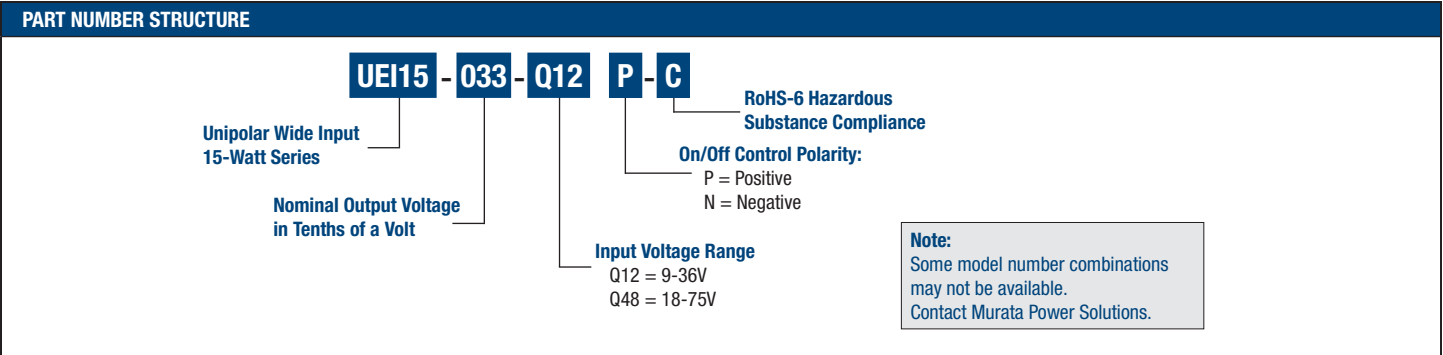 PART NUMBER STRUCTURE
UEI15 - 033 - Q12 P - C
RoHS-6 Hazardous
Substance Compliance
Unipolar Wide Input
15-Watt Series
On/Off Control Polarity:
P = Positive
N = Negative
Nominal Output Voltage
in Tenths of a Volt
Input Voltage Range
Q12 = 9-36V
Q48 = 18-75V
Note:
Some model number combinations
may not be available.
Contact Murata Power Solutions.